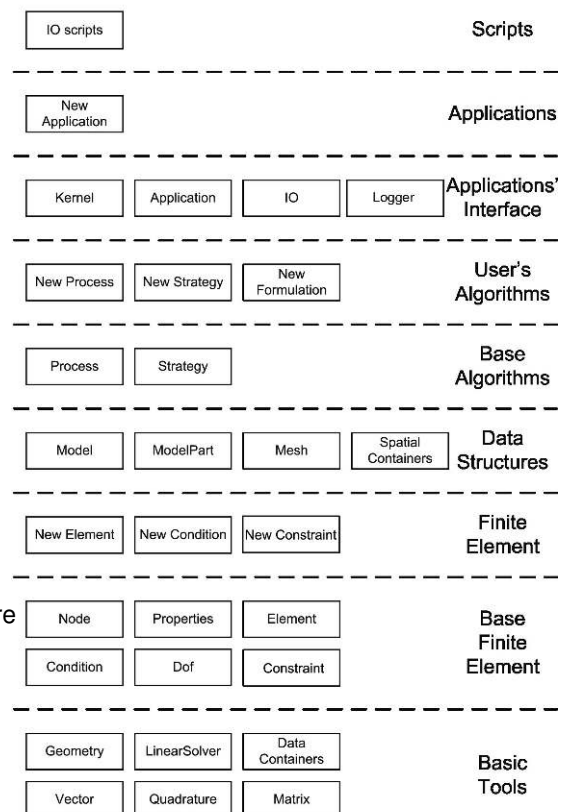 IO scripts
Scripts
New
Application
Applications
Kernel
Application
IO
Logger
Applications'
Interface
New Process
New Strategy
New
Formulation
User's
Algorithms
Process
Strategy
Base
Algorithms
Model
ModelPart
Mesh
Spatial
Containers
Data
Structures
New Element
New Condition
New Constraint
Finite
Element
re
Node
Properties
Element
Condition
Dof
Constraint
Base
Finite
Element
Geometry
LinearSolver
Data
Containers
Vector
Quadrature
Matrix
Basic
Tools